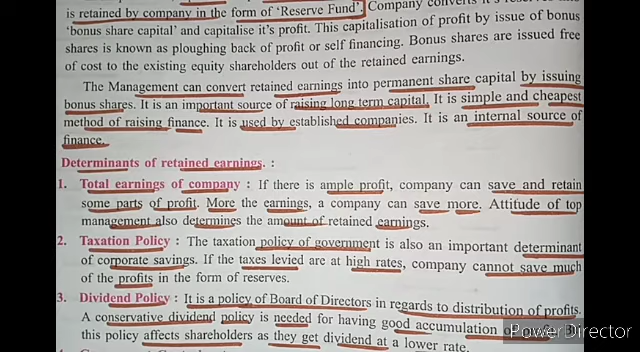 is retained by company in the form of 'Reserve Fund'. Company converts it's
'bonus share capital' and capitalise it's profit. This capitalisation of profit by issue of bonus
shares is known as ploughing back of profit or self financing. Bonus shares are issued free
of cost to the existing equity shareholders out of the retained earnings.
The Management can convert retained earnings into permanent share capital by issuing
bonus shares. It is an important source of raising long term capital. It is simple and cheapest
method of raising finance. It is used by established companies. It is an internal source of
finance.
Determinants of retained earnings. :
1. Total earnings of company : If there is ample profit, company can save and retain
some parts of profit. More the earnings, a company can save more. Attitude of top
management also determines the amount of retained earnings.
2. Taxation Policy : The taxation policy of government is also an important determinant
of corporate savings. If the taxes levied are at high rates, company cannot save much
of the profits in the form of reserves.
3. Dividend Policy : It is a policy of Board of Directors in regards to distribution of profits.
A conservative dividend policy is needed for having good accumulation
this policy affects shareholders as they get dividend at a lower rate.
PowerDirector